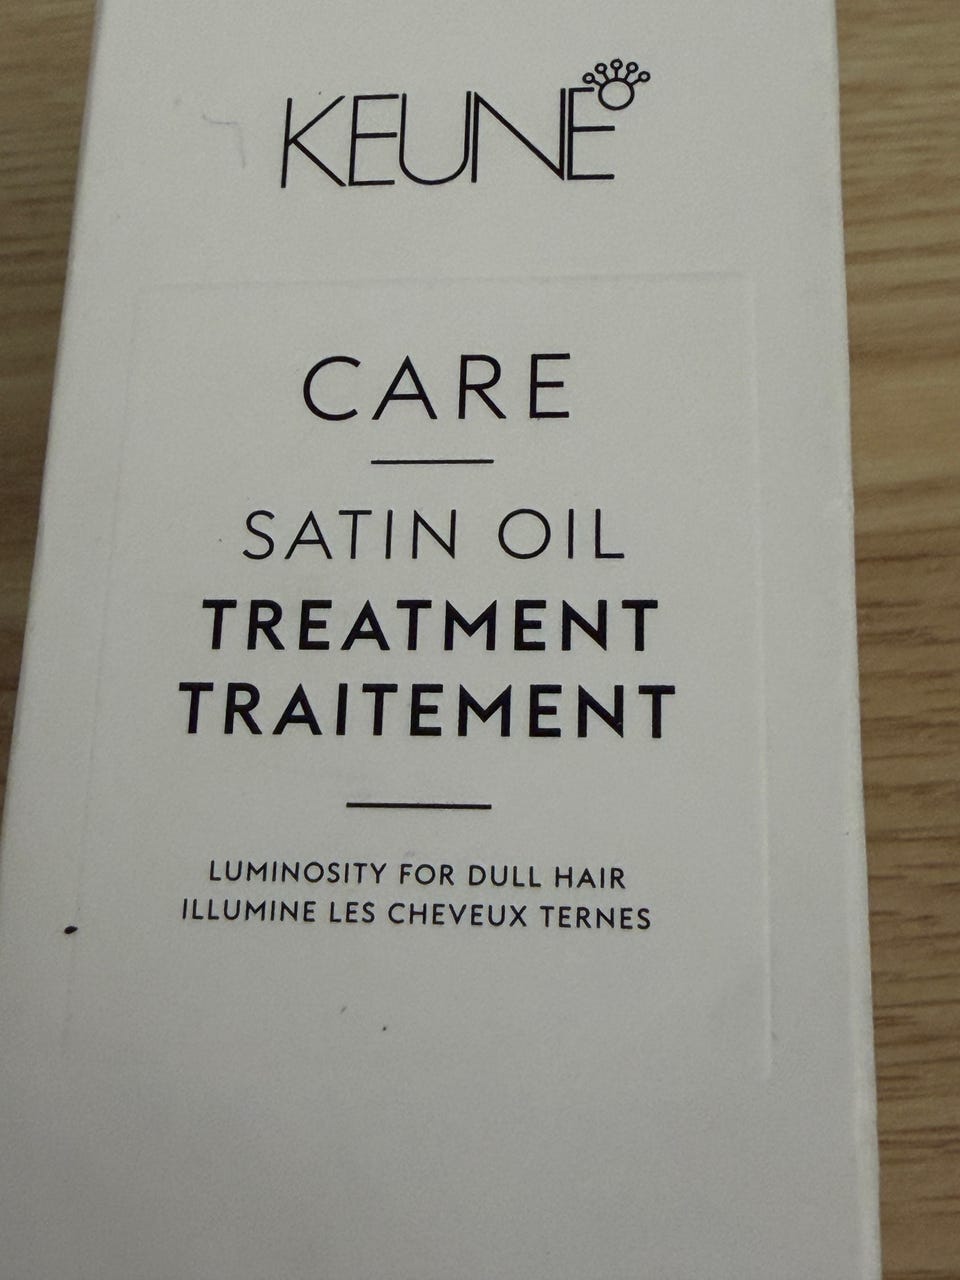 KEUNE
CARE
SATIN OIL
TREATMENT
TRAITEMENT
LUMINOSITY FOR DULL HAIR
ILLUMINE LES CHEVEUX TERNES